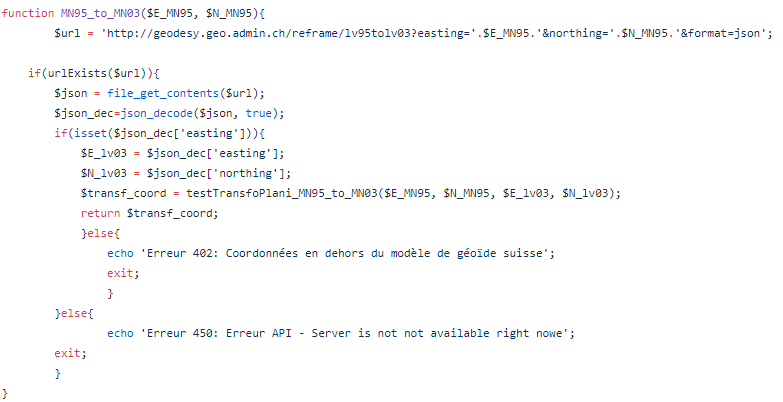 function MN95_to_MN03($E_MN95, $N_MN95){
        $url = 'http://geodesy.geo.admin.ch/reframe/lv95tolv03?easting='.$E_MN95.'&northing='.$N_MN95.'&format=json';

    if(urlExists($url)){
        $json = file_get_contents($url);
        $json_dec=json_decode($json, true);
        if(isset($json_dec['easting'])){
            $E_lv03 = $json_dec['easting'];
            $N_lv03 = $json_dec['northing'];
            $transf_coord = testTransfoPlani_MN95_to_MN03($E_MN95, $N_MN95, $E_lv03, $N_lv03);
            return $transf_coord;
            }else{
                echo 'Erreur 402: Coordonnées en dehors du modèle de géoïde suisse';
                exit;
                }
        }else{
                echo 'Erreur 450: Erreur API - Server is not not available right nowe';
        exit;
        }
}